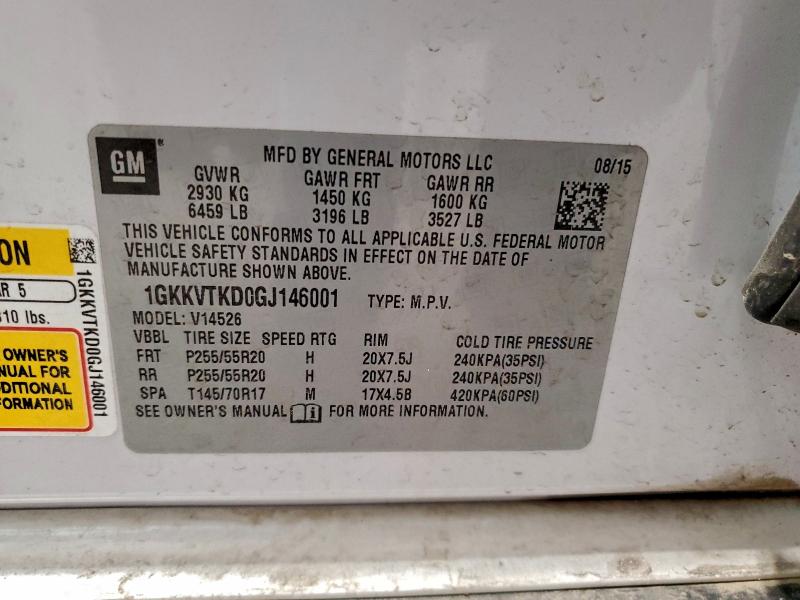 GM
MFD BY GENERAL MOTORS LLC 08/15
GVWR GAWR FRT GAWR RR
2930 KG 1450 KG 1600 KG
6459 LB 3196 LB 3527 LB
THIS VEHICLE CONFORMS TO ALL APPLICABLE U.S. FEDERAL MOTOR
VEHICLE SAFETY STANDARDS IN EFFECT ON THE DATE OF
MANUFACTURE SHOWN ABOVE.
1GKKVTKD0GJ146001 TYPE: M.P.V.
MODEL: V14526
VBBL TIRE SIZE SPEED RTG RIM COLD TIRE PRESSURE
FRT P255/55R20 H 20X7.5J 240KPA(35PSI)
RR P255/55R20 H 20X7.5J 240KPA(35PSI)
SPA T145/70R17 M 17X4.5B 420KPA(60PSI)
SEE OWNER'S MANUAL FOR MORE INFORMATION.
ON
R 5
10 lbs.
OWNER'S
NUAL FOR
DITIONAL
FORMATION
1GKKVTKD0GJ146001